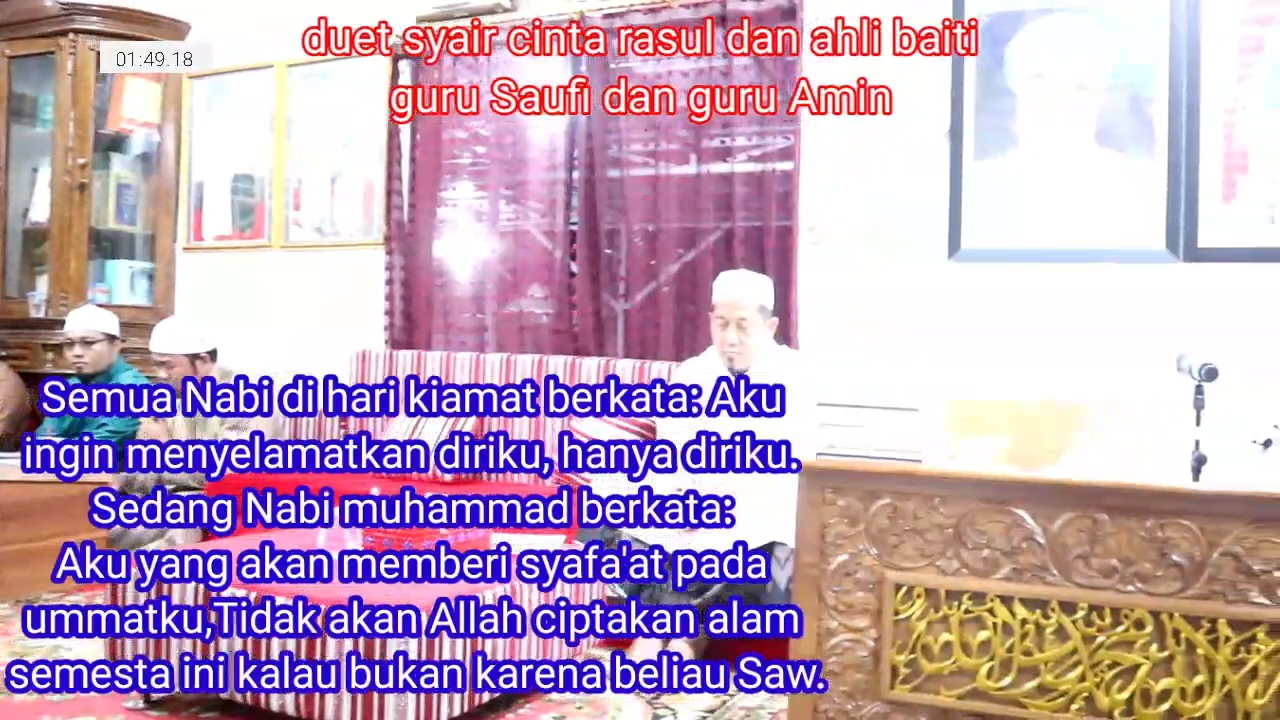 duet syair cinta rasul dan ahli baiti
guru Saufi dan guru Amin
01:49.18
Semua Nabi di hari kiamat berkata: Aku
ingin menyelamatkan diriku, hanya diriku.
Sedang Nabi muhammad berkata:
Aku yang akan memberi syafa'at pada
ummatku,Tidak akan Allah ciptakan alam
semesta ini kalau bukan karena beliau Saw.